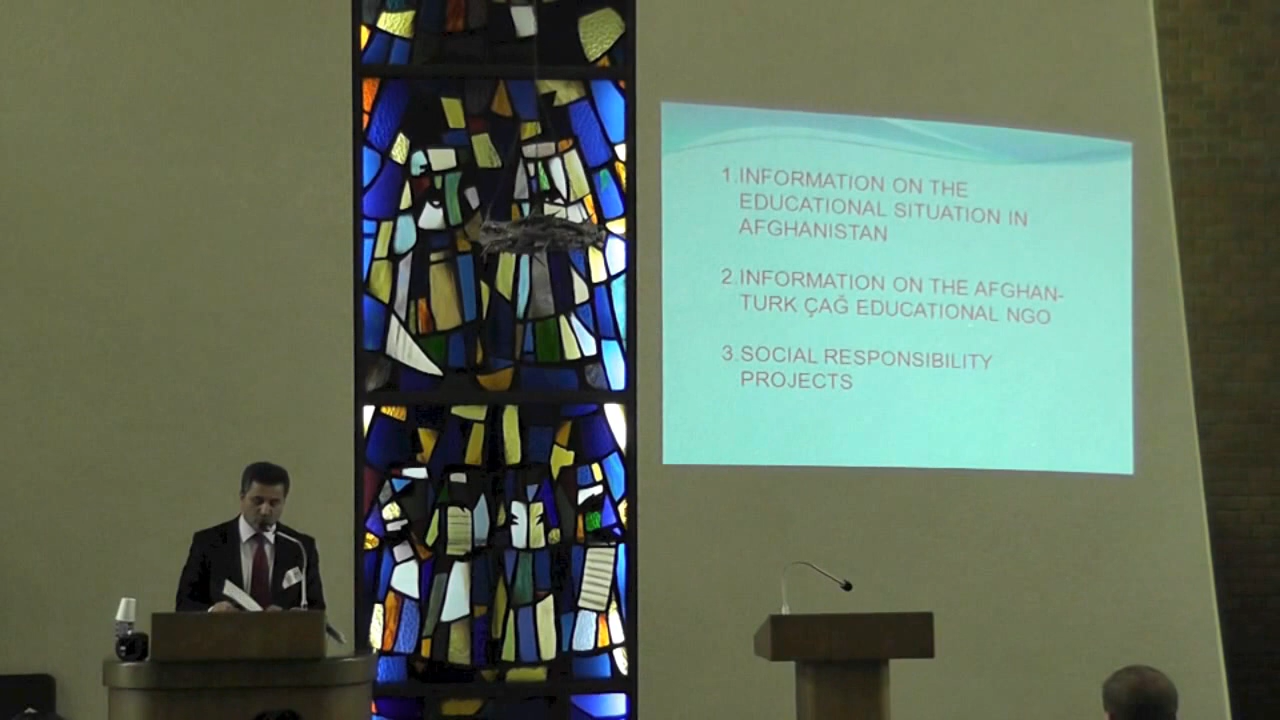 1.INFORMATION ON THE
EDUCATIONAL SITUATION IN
AFGHANISTAN
2.INFORMATION ON THE AFGHAN-
TURK ÇAĞ EDUCATIONAL NGO
3.SOCIAL RESPONSIBILITY
PROJECTS